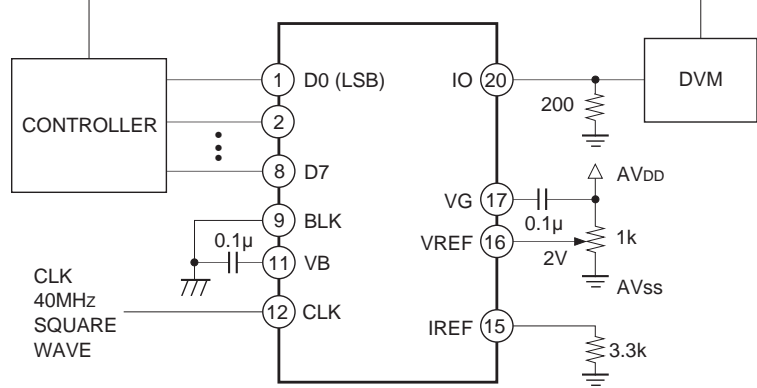 CONTROLLER
1 D0 (LSB)
2
8 D7
9 BLK
0.1µ
11 VB
CLK
40MHz
SQUARE
WAVE
12 CLK
IO 20
200
DVM
AVDD
VG 17
0.1µ
1k
VREF 16
2V
AVss
IREF 15
3.3k